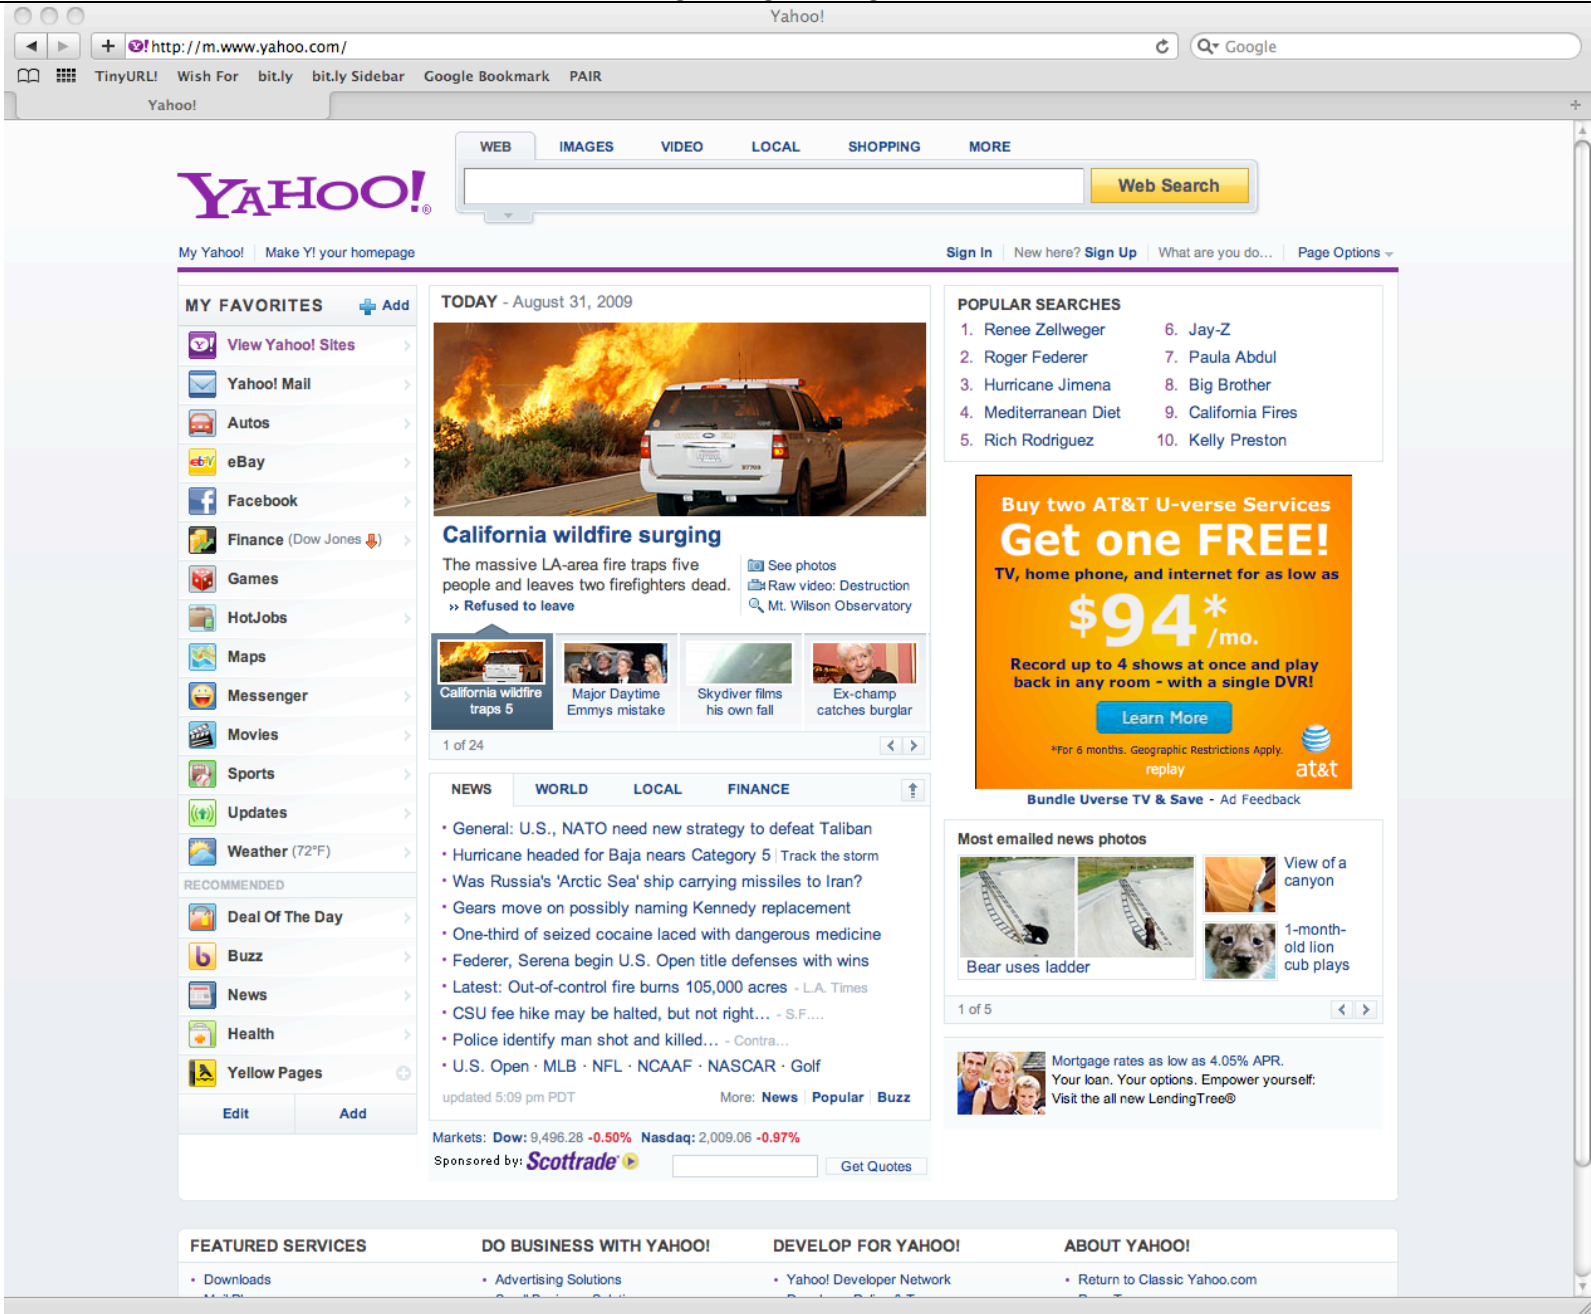 Yahoo!
http://m.www.yahoo.com/
Google
TinyURL! Wish For bit.ly bit.ly Sidebar Google Bookmark PAIR
Yahoo!
WEB IMAGES VIDEO LOCAL SHOPPING MORE
YAHOO!®
Web Search
My Yahoo! Make Y! your homepage
Sign In New here? Sign Up What are you do... Page Options
MY FAVORITES Add
View Yahoo! Sites
Yahoo! Mail
Autos
eBay
Facebook
Finance (Dow Jones )
Games
HotJobs
Maps
Messenger
Movies
Sports
Updates
Weather (72°F)
RECOMMENDED
Deal Of The Day
Buzz
News
Health
Yellow Pages
Edit Add
TODAY - August 31, 2009
California wildfire surging
The massive LA-area fire traps five
people and leaves two firefighters dead.
» Refused to leave
See photos
Raw video: Destruction
Mt. Wilson Observatory
California wildfire
traps 5
Major Daytime
Emmys mistake
Skydiver films
his own fall
Ex-champ
catches burglar
1 of 24
NEWS WORLD LOCAL FINANCE
• General: U.S., NATO need new strategy to defeat Taliban
• Hurricane headed for Baja nears Category 5 | Track the storm
• Was Russia's 'Arctic Sea' ship carrying missiles to Iran?
• Gears move on possibly naming Kennedy replacement
• One-third of seized cocaine laced with dangerous medicine
• Federer, Serena begin U.S. Open title defenses with wins
• Latest: Out-of-control fire burns 105,000 acres - L.A. Times
• CSU fee hike may be halted, but not right... - S.F....
• Police identify man shot and killed... - Contra...
• U.S. Open · MLB · NFL · NCAAF · NASCAR · Golf
updated 5:09 pm PDT More: News Popular Buzz
Markets: Dow: 9,496.28 -0.50% Nasdaq: 2,009.06 -0.97%
Sponsored by: Scottrade Get Quotes
POPULAR SEARCHES
1. Renee Zellweger
2. Roger Federer
3. Hurricane Jimena
4. Mediterranean Diet
5. Rich Rodriguez
6. Jay-Z
7. Paula Abdul
8. Big Brother
9. California Fires
10. Kelly Preston
Buy two AT&T U-verse Services
Get one FREE!
TV, home phone, and internet for as low as
$94*
/mo.
Record up to 4 shows at once and play
back in any room - with a single DVR!
Learn More
*For 6 months. Geographic Restrictions Apply.
replay
at&t
Bundle Uverse TV & Save - Ad Feedback
Most emailed news photos
Bear uses ladder
View of a
canyon
1-month-
old lion
cub plays
1 of 5
Mortgage rates as low as 4.05% APR.
Your loan. Your options. Empower yourself:
Visit the all new LendingTree®
FEATURED SERVICES
• Downloads
DO BUSINESS WITH YAHOO!
• Advertising Solutions
DEVELOP FOR YAHOO!
• Yahoo! Developer Network
ABOUT YAHOO!
• Return to Classic Yahoo.com